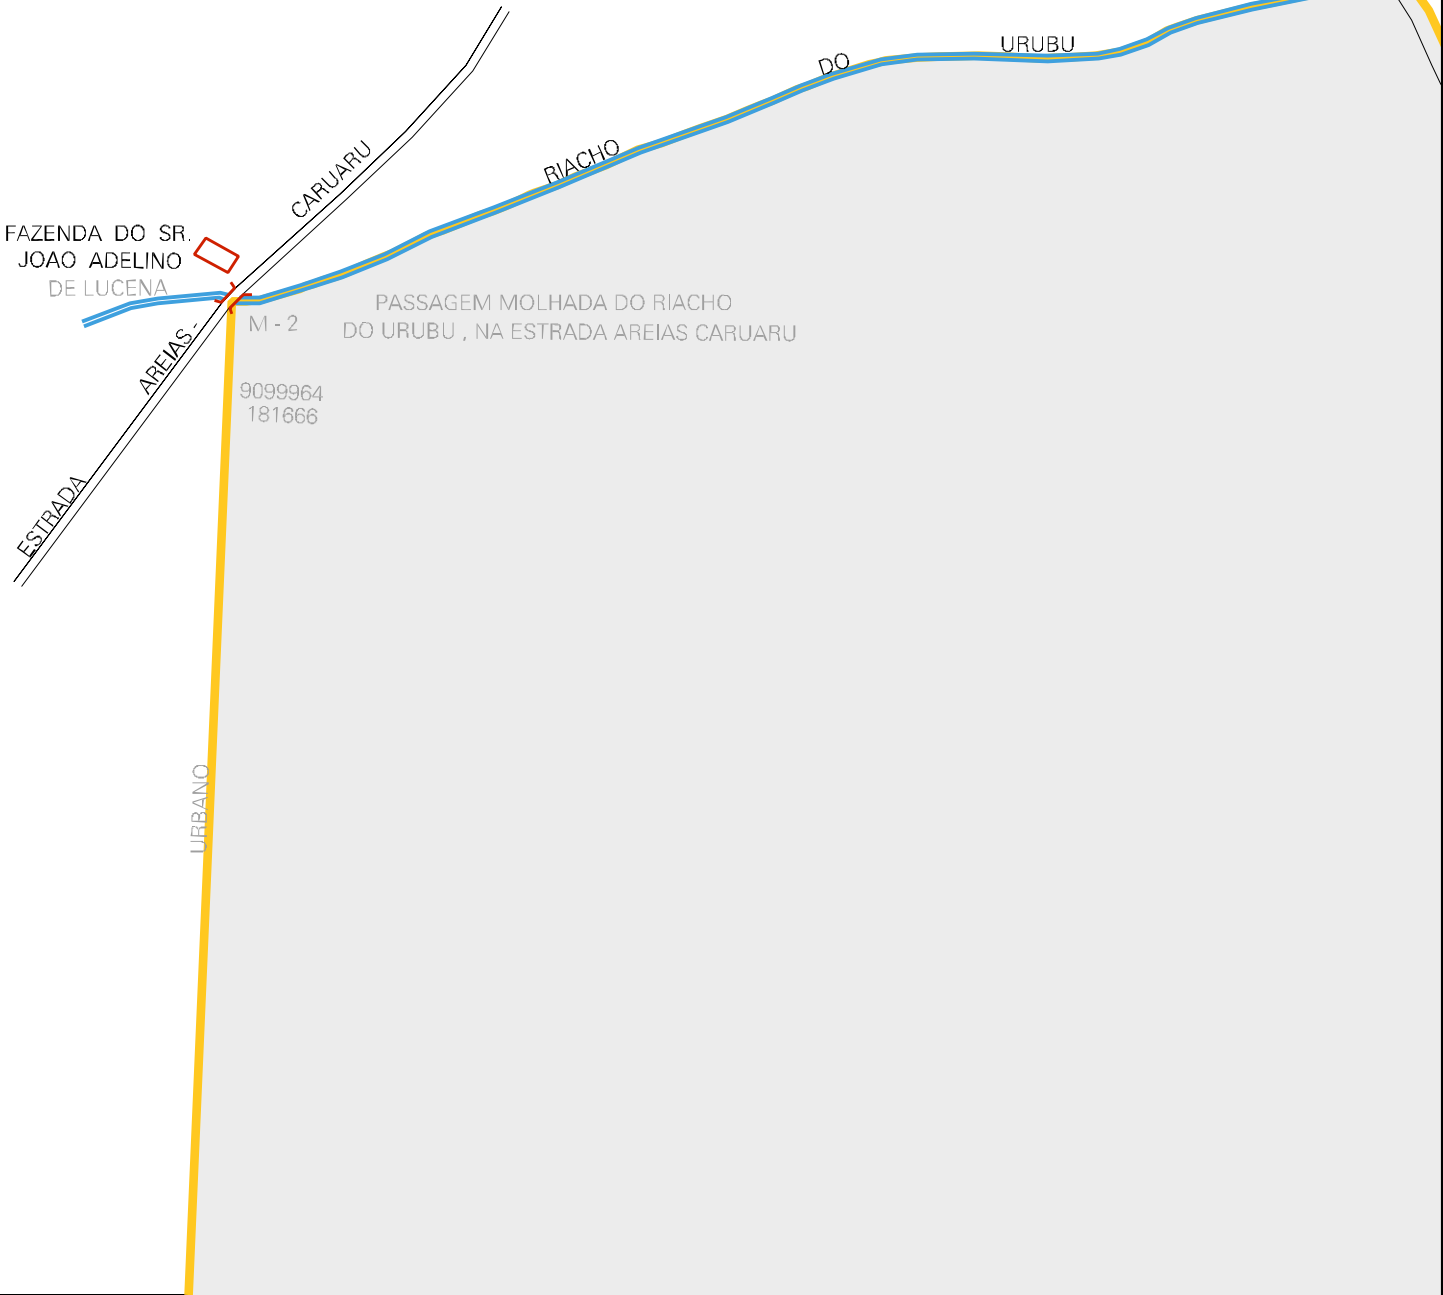 URUBU
DO
RIACHO
CARUARU
FAZENDA DO SR.
JOAO ADELINO
DE LUCENA
PASSAGEM MOLHADA DO RIACHO
DO URUBU , NA ESTRADA AREIAS CARUARU
M - 2
AREIAS -
9099964
181666
ESTRADA
URBANO